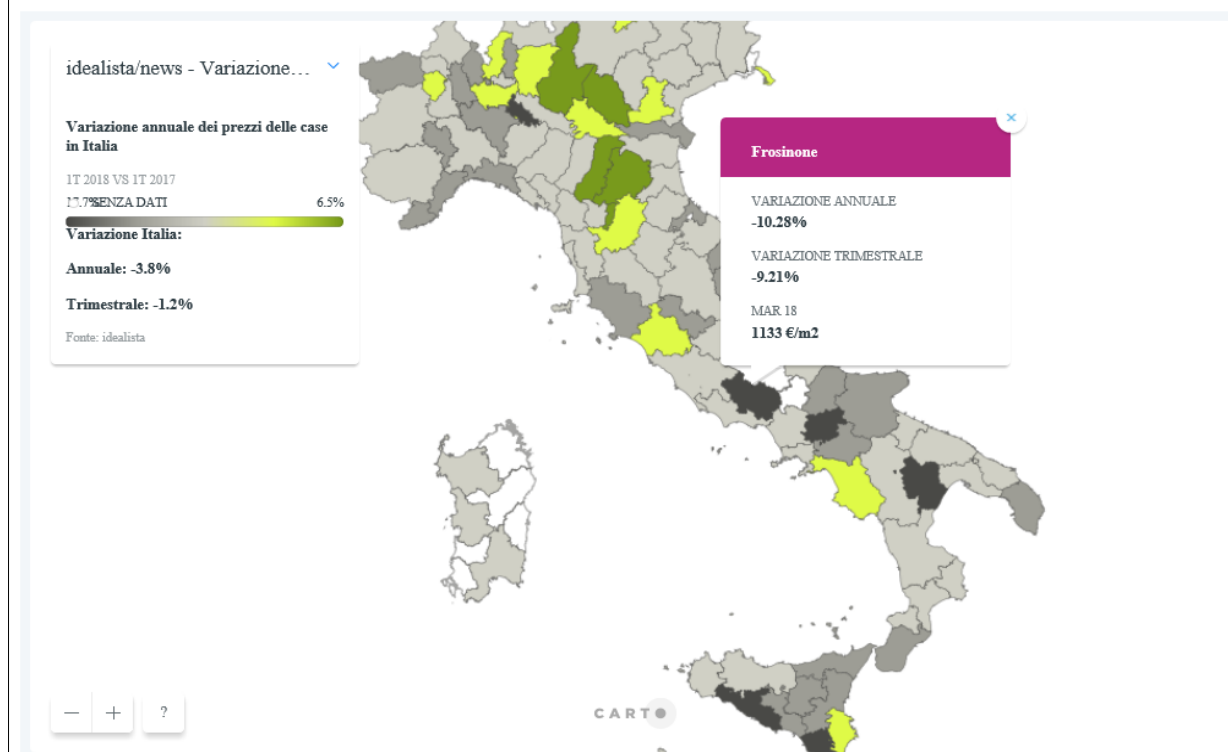 idealista/news - Variazione...
Variazione annuale dei prezzi delle case
in Italia
1T 2018 VS 1T 2017
SENZA DATI
6.5%
Variazione Italia:
Annuale: -3.8%
Trimestrale: -1.2%
Fonte: idealista
Frosinone
VARIAZIONE ANNUALE
-10.28%
VARIAZIONE TRIMESTRALE
-9.21%
MAR 18
1133 €/m2
?
CARTO